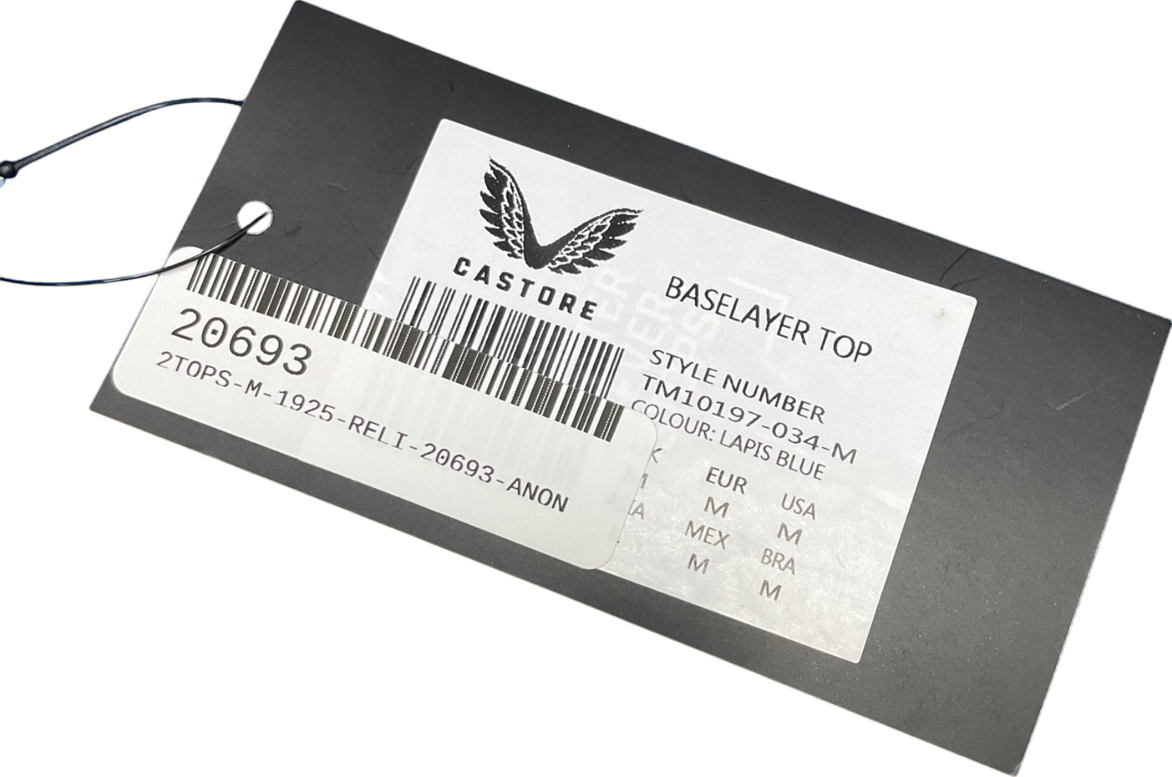 CASTORE
BASELAYER TOP
STYLE NUMBER
TM10197-034-M
COLOUR: LAPIS BLUE
EUR USA
M M
MEX BRA
M M
20693
2TOPS-M-1925-RELI-20693-ANON